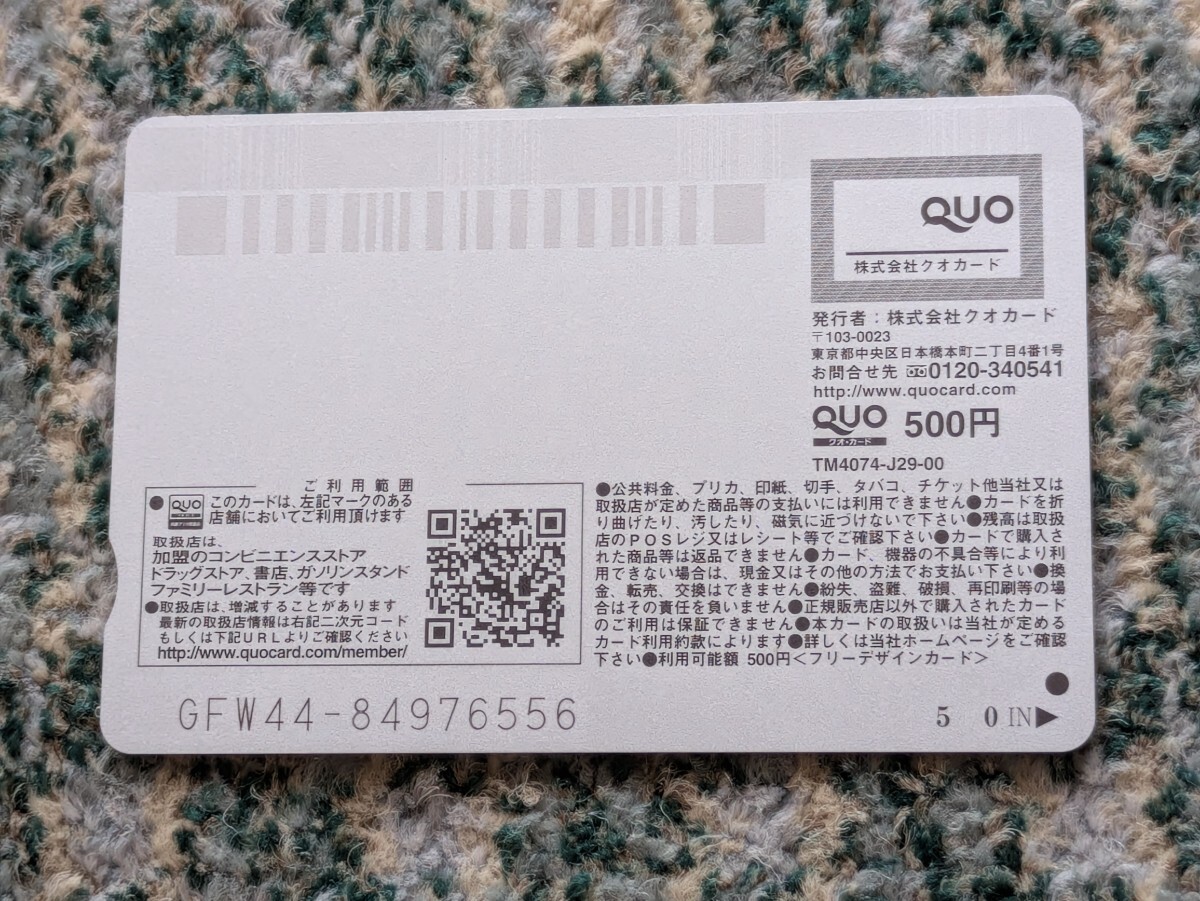 QUO
株式会社クオカード
発行者：株式会社クオカード
〒103-0023
東京都中央区日本橋本町二丁目4番1号
お問合せ先 0120-340541
http://www.quocard.com
QUO 500円
クオ・カード
TM4074-J29-00
ご利用範囲
●QUO このカードは、左記マークのある
店舗においてご利用頂けます
取扱店は、
加盟のコンビニエンスストア
ドラッグストア、書店、ガソリンスタンド
ファミリーレストラン等です
●取扱店は、増減することがあります
最新の取扱店情報は右記二次元コード
もしくは下記URLよりご確認ください
http://www.quocard.com/member/
●公共料金、プリカ、印紙、切手、タバコ、チケット他当社又は
取扱店が定めた商品等の支払いには利用できません●カードを折
り曲げたり、汚したり、磁気に近づけないで下さい●残高は取扱
店のPOSレジ又はレシート等でご確認下さい●カードで購入さ
れた商品等は返品できません●カード、機器の不具合等により利
用できない場合は、現金又はその他の方法でお支払い下さい●換
金、転売、交換はできません●紛失、盗難、破損、再印刷等の場
合はその責任を負いません●正規販売店以外で購入されたカード
のご利用は保証できません●本カードの取扱いは当社が定める
カード利用約款によります●詳しくは当社ホームページをご確認
下さい●利用可能額 500円＜フリーデザインカード＞
GFW44-84976556
5 0 IN▶